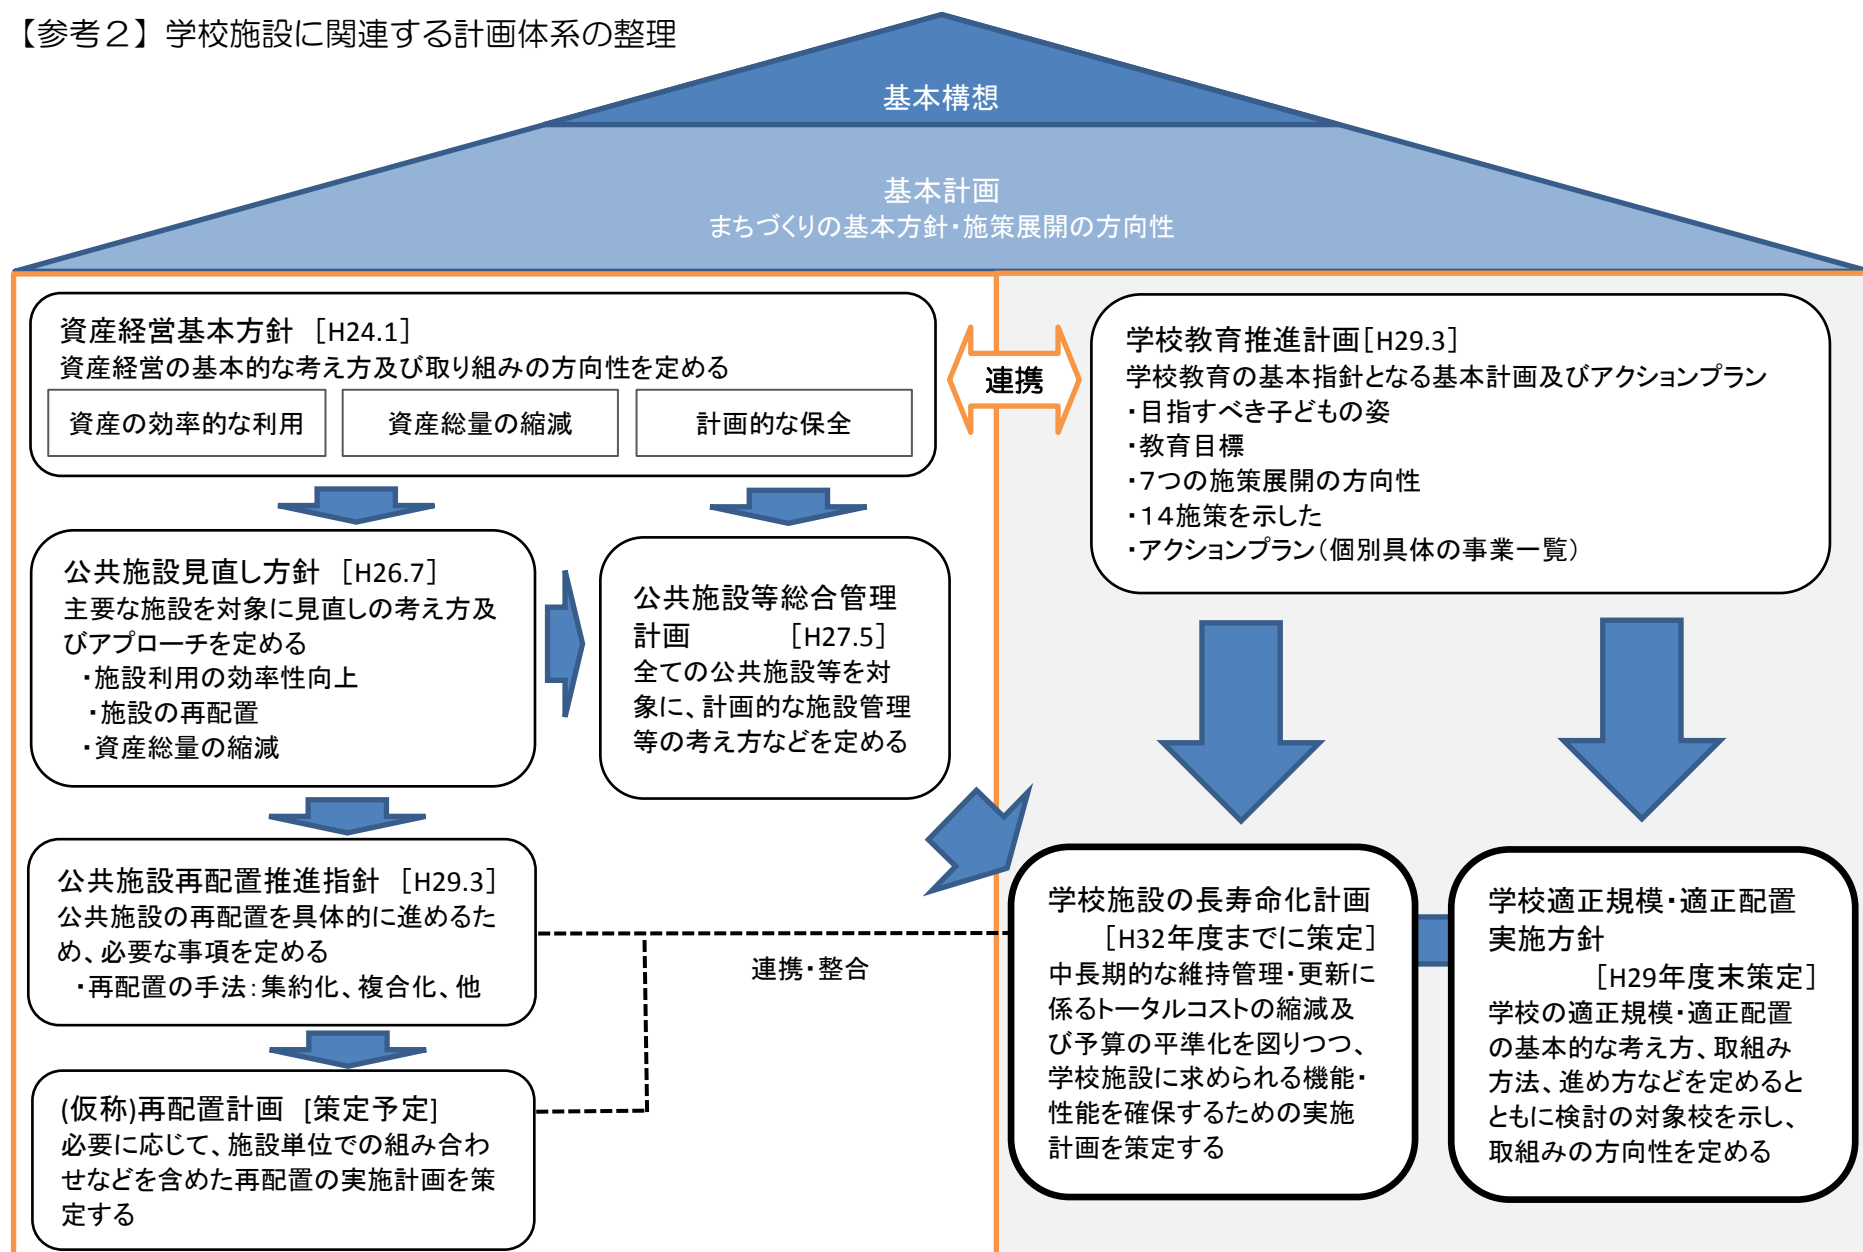 【参考２】学校施設に関連する計画体系の整理
基本構想
基本計画
まちづくりの基本方針・施策展開の方向性
資産経営基本方針 ［H24.1］
資産経営の基本的な考え方及び取り組みの方向性を定める
資産の効率的な利用
資産総量の縮減
計画的な保全
連携
学校教育推進計画［H29.3］
学校教育の基本指針となる基本計画及びアクションプラン
・目指すべき子どもの姿
・教育目標
・７つの施策展開の方向性
・１４施策を示した
・アクションプラン（個別具体の事業一覧）
公共施設見直し方針 ［H26.7］
主要な施設を対象に見直しの考え方及
びアプローチを定める
・施設利用の効率性向上
・施設の再配置
・資産総量の縮減
公共施設等総合管理
計画 ［H27.5］
全ての公共施設等を対
象に、計画的な施設管理
等の考え方などを定める
公共施設再配置推進指針 ［H29.3］
公共施設の再配置を具体的に進めるた
め、必要な事項を定める
・再配置の手法：集約化、複合化、他
連携・整合
(仮称)再配置計画 [策定予定]
必要に応じて、施設単位での組み合わ
せなどを含めた再配置の実施計画を策
定する
学校施設の長寿命化計画
［H32年度までに策定］
中長期的な維持管理・更新に
係るトータルコストの縮減及
び予算の平準化を図りつつ、
学校施設に求められる機能・
性能を確保するための実施
計画を策定する
学校適正規模・適正配置
実施方針
［H29年度末策定］
学校の適正規模・適正配置
の基本的な考え方、取組み
方法、進め方などを定めると
ともに検討の対象校を示し、
取組みの方向性を定める